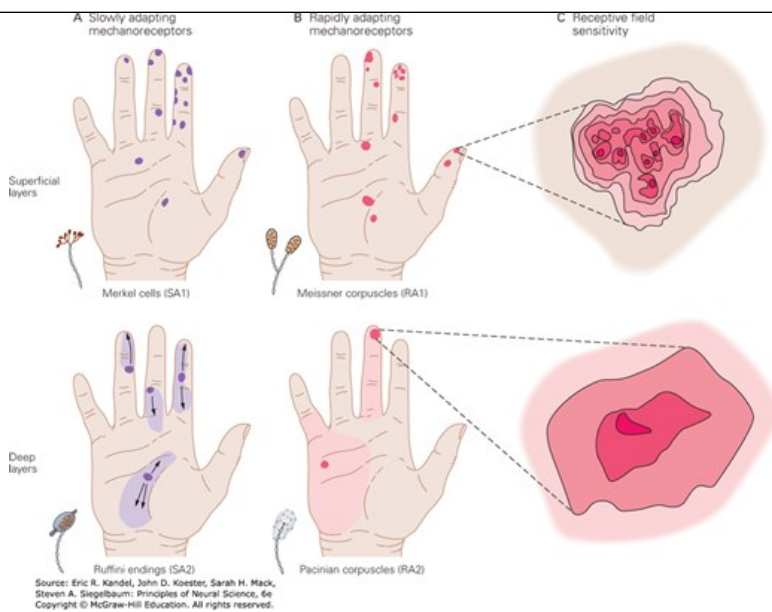 A Slowly adapting
mechanoreceptors
B Rapidly adapting
mechanoreceptors
C Receptive field
sensitivity
Superficial
layers
Merkel cells (SA1)
Meissner corpuscles (RA1)
Deep
layers
Ruffini endings (SA2)
Pacinian corpuscles (RA2)
Source: Eric R. Kandel, John D. Koester, Sarah H. Mack,
Steven A. Siegelbaum: Principles of Neural Science, 6e
Copyright © McGraw-Hill Education. All rights reserved.